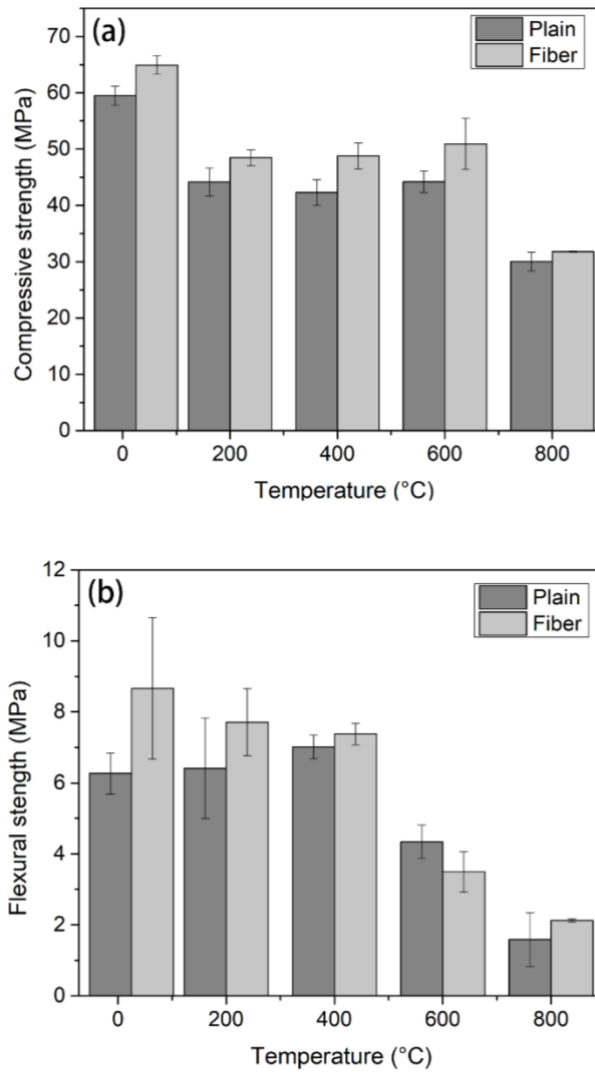 (a)
Plain
Fiber
70
60
50
40
30
20
10
0
Compressive strength (MPa)
0 200 400 600 800
Temperature (°C)
(b)
Plain
Fiber
12
10
8
6
4
2
0
Flexural stength (MPa)
0 200 400 600 800
Temperature (°C)